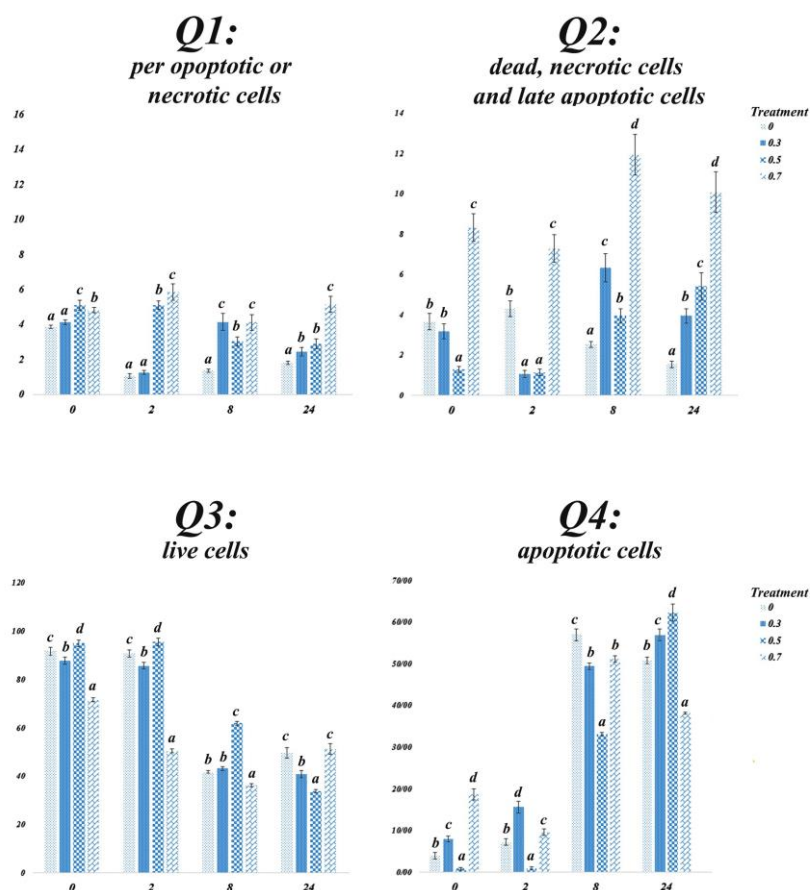 Q1:
per opoptotic or
necrotic cells
16
14
12
10
8
6
4
2
0
a a c b
a a b c
a c b c
a b b c
0 2 8 24
Q2:
dead, necrotic cells
and late apoptotic cells
14
12
10
8
6
4
2
0
b b a c
b a a c
a c b d
a b c d
0 2 8 24
Treatment
0
0.3
0.5
0.7
Q3:
live cells
120
100
80
60
40
20
0
c b d a
c b d a
b b c a
c b a c
0 2 8 24
Q4:
apoptotic cells
70/00
60/00
50/00
40/00
30/00
20/00
10/00
0/00
b c a d
b d a c
c b a b
b c d a
0 2 8 24
Treatment
0
0.3
0.5
0.7